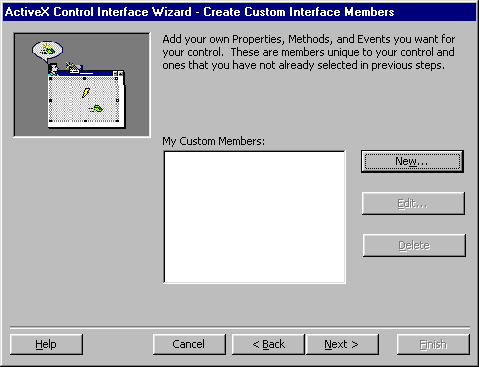 ActiveX Control Interface Wizard - Create Custom Interface Members
Add your own Properties, Methods, and Events you want for
your control.  These are members unique to your control and
ones that you have not already selected in previous steps.
My Custom Members:
New...
Edit...
Delete
Help
Cancel
< Back
Next >
Finish